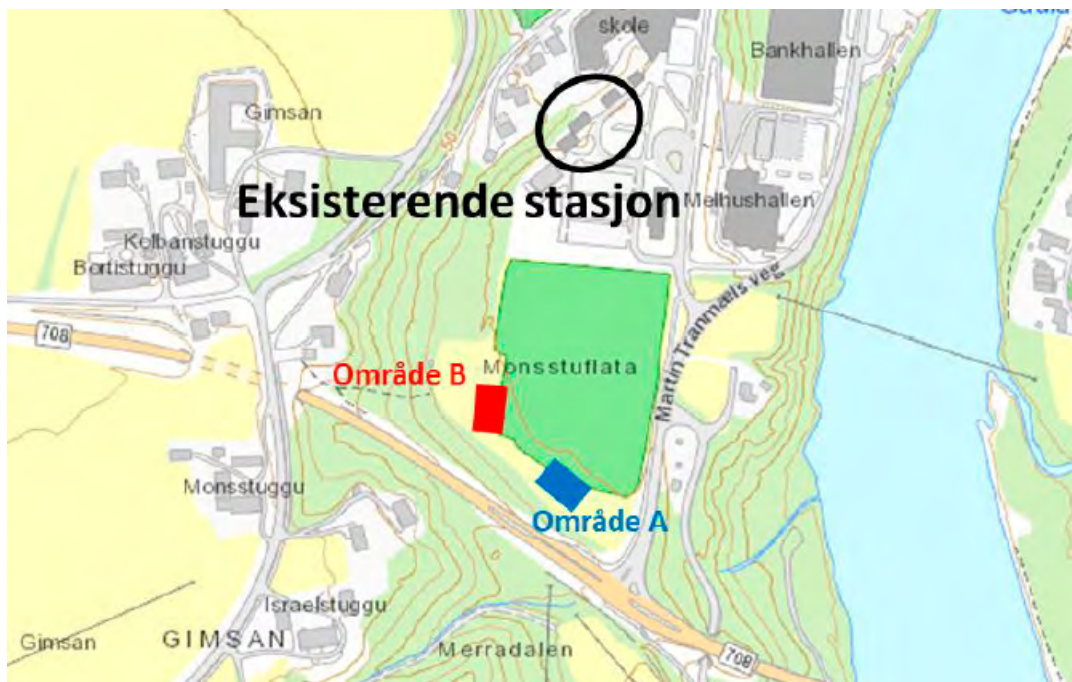 skole
Bankhallen
Gimsan
Eksisterende stasjon
Melhushallen
Kelbanstuggu
Bortistuggu
708
Martin Tranmæls veg
Område B
Monsstuflata
Monsstuggu
Område A
Israelstuggu
Gimsan
GIMSAN
Merradalen
708